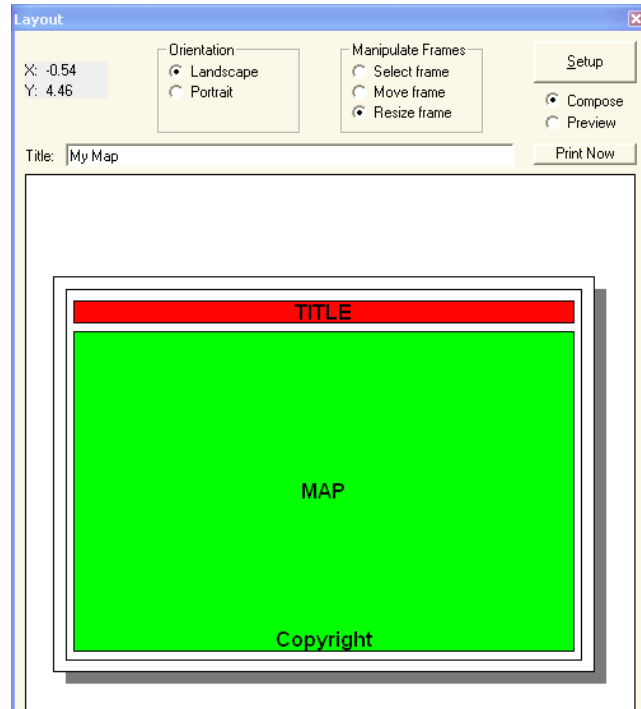 Layout
X: -0.54
Y: 4.46
Orientation
Landscape
Portrait
Manipulate Frames
Select frame
Move frame
Resize frame
Setup
Compose
Preview
Title: My Map
Print Now
TITLE
MAP
Copyright